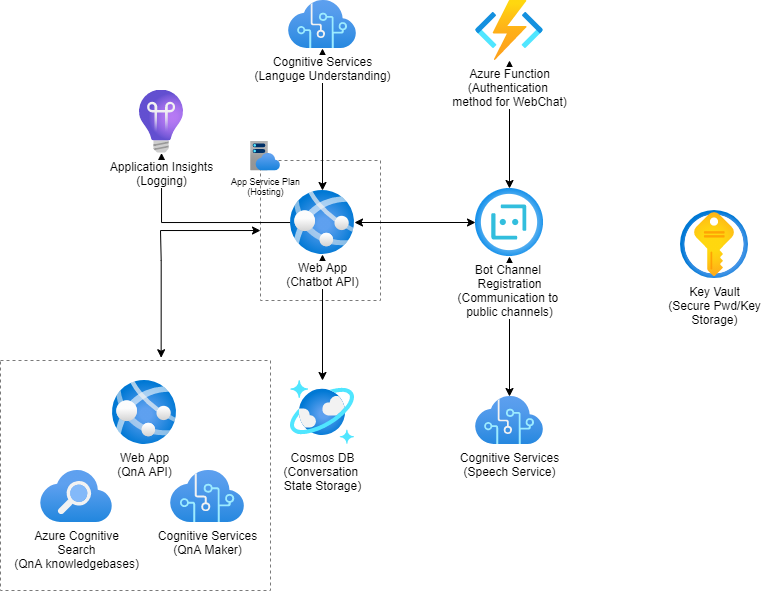 Cognitive Services
(Languge Understanding)
Azure Function
(Authentication
method for WebChat)
Application Insights
(Logging)
App Service Plan
(Hosting)
Web App
(Chatbot API)
Bot Channel
Registration
(Communication to
public channels)
Key Vault
(Secure Pwd/Key
Storage)
Web App
(QnA API)
Cosmos DB
(Conversation
State Storage)
Cognitive Services
(Speech Service)
Azure Cognitive
Search
(QnA knowledgebases)
Cognitive Services
(QnA Maker)